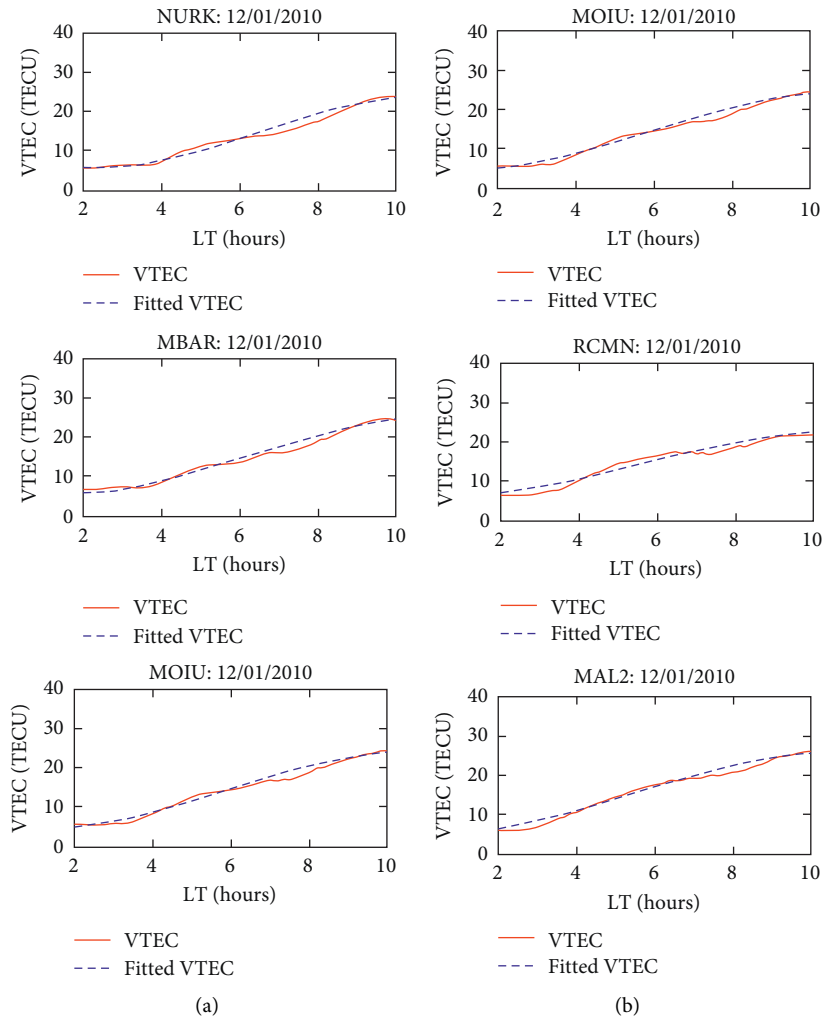 NURK: 12/01/2010
VTEC (TECU)
40
30
20
10
0
2 4 6 8 10
LT (hours)
VTEC
Fitted VTEC
MBAR: 12/01/2010
VTEC (TECU)
40
30
20
10
0
2 4 6 8 10
LT (hours)
VTEC
Fitted VTEC
MOIU: 12/01/2010
VTEC (TECU)
40
30
20
10
0
2 4 6 8 10
LT (hours)
VTEC
Fitted VTEC
(a)
MOIU: 12/01/2010
VTEC (TECU)
40
30
20
10
0
2 4 6 8 10
LT (hours)
VTEC
Fitted VTEC
RCMN: 12/01/2010
VTEC (TECU)
40
30
20
10
0
2 4 6 8 10
LT (hours)
VTEC
Fitted VTEC
MAL2: 12/01/2010
VTEC (TECU)
40
30
20
10
0
2 4 6 8 10
LT (hours)
VTEC
Fitted VTEC
(b)